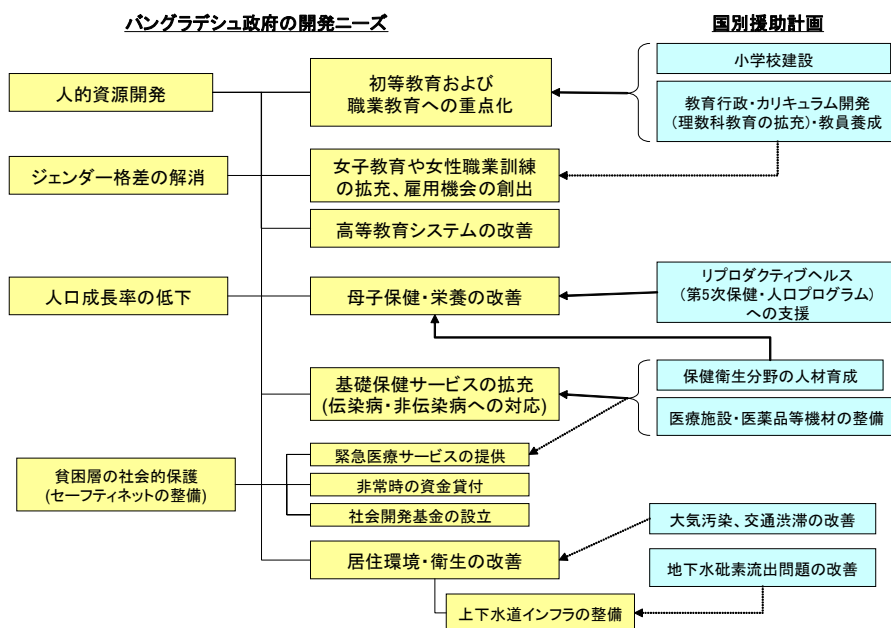 バングラデシュ政府の開発ニーズ
国別援助計画
人的資源開発
初等教育および
職業教育への重点化
小学校建設
教育行政・カリキュラム開発
(理数科教育の拡充)・教員養成
ジェンダー格差の解消
女子教育や女性職業訓練
の拡充、雇用機会の創出
高等教育システムの改善
人口成長率の低下
母子保健・栄養の改善
リプロダクティブヘルス
(第5次保健・人口プログラム)
への支援
基礎保健サービスの拡充
(伝染病・非伝染病への対応)
保健衛生分野の人材育成
医療施設・医薬品等機材の整備
貧困層の社会的保護
(セーフティネットの整備)
緊急医療サービスの提供
非常時の資金貸付
社会開発基金の設立
大気汚染、交通渋滞の改善
居住環境・衛生の改善
地下水砒素流出問題の改善
上下水道インフラの整備